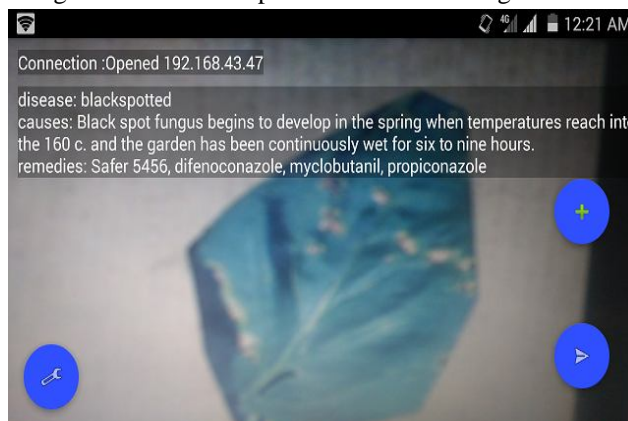 12:21 AM
Connection :Opened 192.168.43.47
disease: blackspotted
causes: Black spot fungus begins to develop in the spring when temperatures reach into
the 160 c. and the garden has been continuously wet for six to nine hours.
remedies: Safer 5456, difenoconazole, myclobutanil, propiconazole